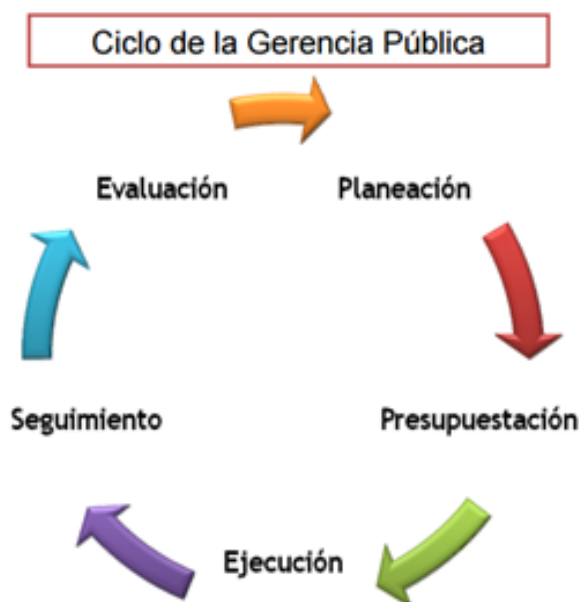 Ciclo de la Gerencia Pública
Evaluación
Planeación
Seguimiento
Presupuestación
Ejecución